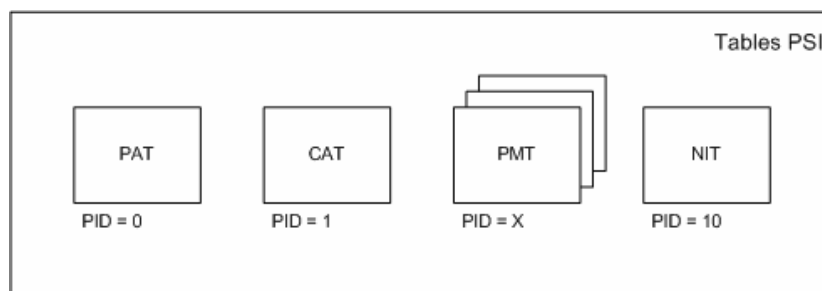 Tables PSI
PAT
CAT
PMT
NIT
PID = 0
PID = 1
PID = X
PID = 10